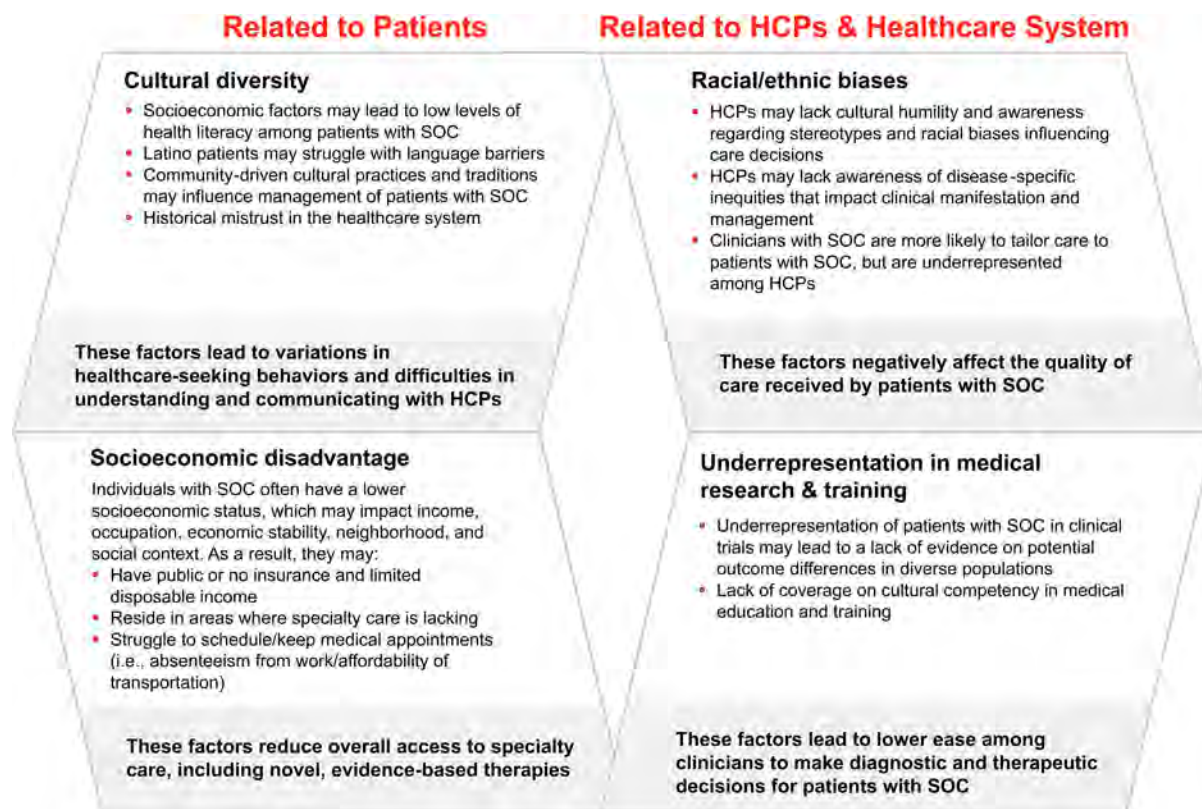 Related to Patients
Related to HCPs & Healthcare System
Cultural diversity
• Socioeconomic factors may lead to low levels of
health literacy among patients with SOC
• Latino patients may struggle with language barriers
• Community-driven cultural practices and traditions
may influence management of patients with SOC
• Historical mistrust in the healthcare system
These factors lead to variations in
healthcare-seeking behaviors and difficulties in
understanding and communicating with HCPs
Racial/ethnic biases
• HCPs may lack cultural humility and awareness
regarding stereotypes and racial biases influencing
care decisions
• HCPs may lack awareness of disease-specific
inequities that impact clinical manifestation and
management
• Clinicians with SOC are more likely to tailor care to
patients with SOC, but are underrepresented
among HCPs
These factors negatively affect the quality of
care received by patients with SOC
Socioeconomic disadvantage
Individuals with SOC often have a lower
socioeconomic status, which may impact income,
occupation, economic stability, neighborhood, and
social context. As a result, they may:
• Have public or no insurance and limited
disposable income
• Reside in areas where specialty care is lacking
• Struggle to schedule/keep medical appointments
(i.e., absenteeism from work/affordability of
transportation)
These factors reduce overall access to specialty
care, including novel, evidence-based therapies
Underrepresentation in medical
research & training
• Underrepresentation of patients with SOC in clinical
trials may lead to a lack of evidence on potential
outcome differences in diverse populations
• Lack of coverage on cultural competency in medical
education and training
These factors lead to lower ease among
clinicians to make diagnostic and therapeutic
decisions for patients with SOC